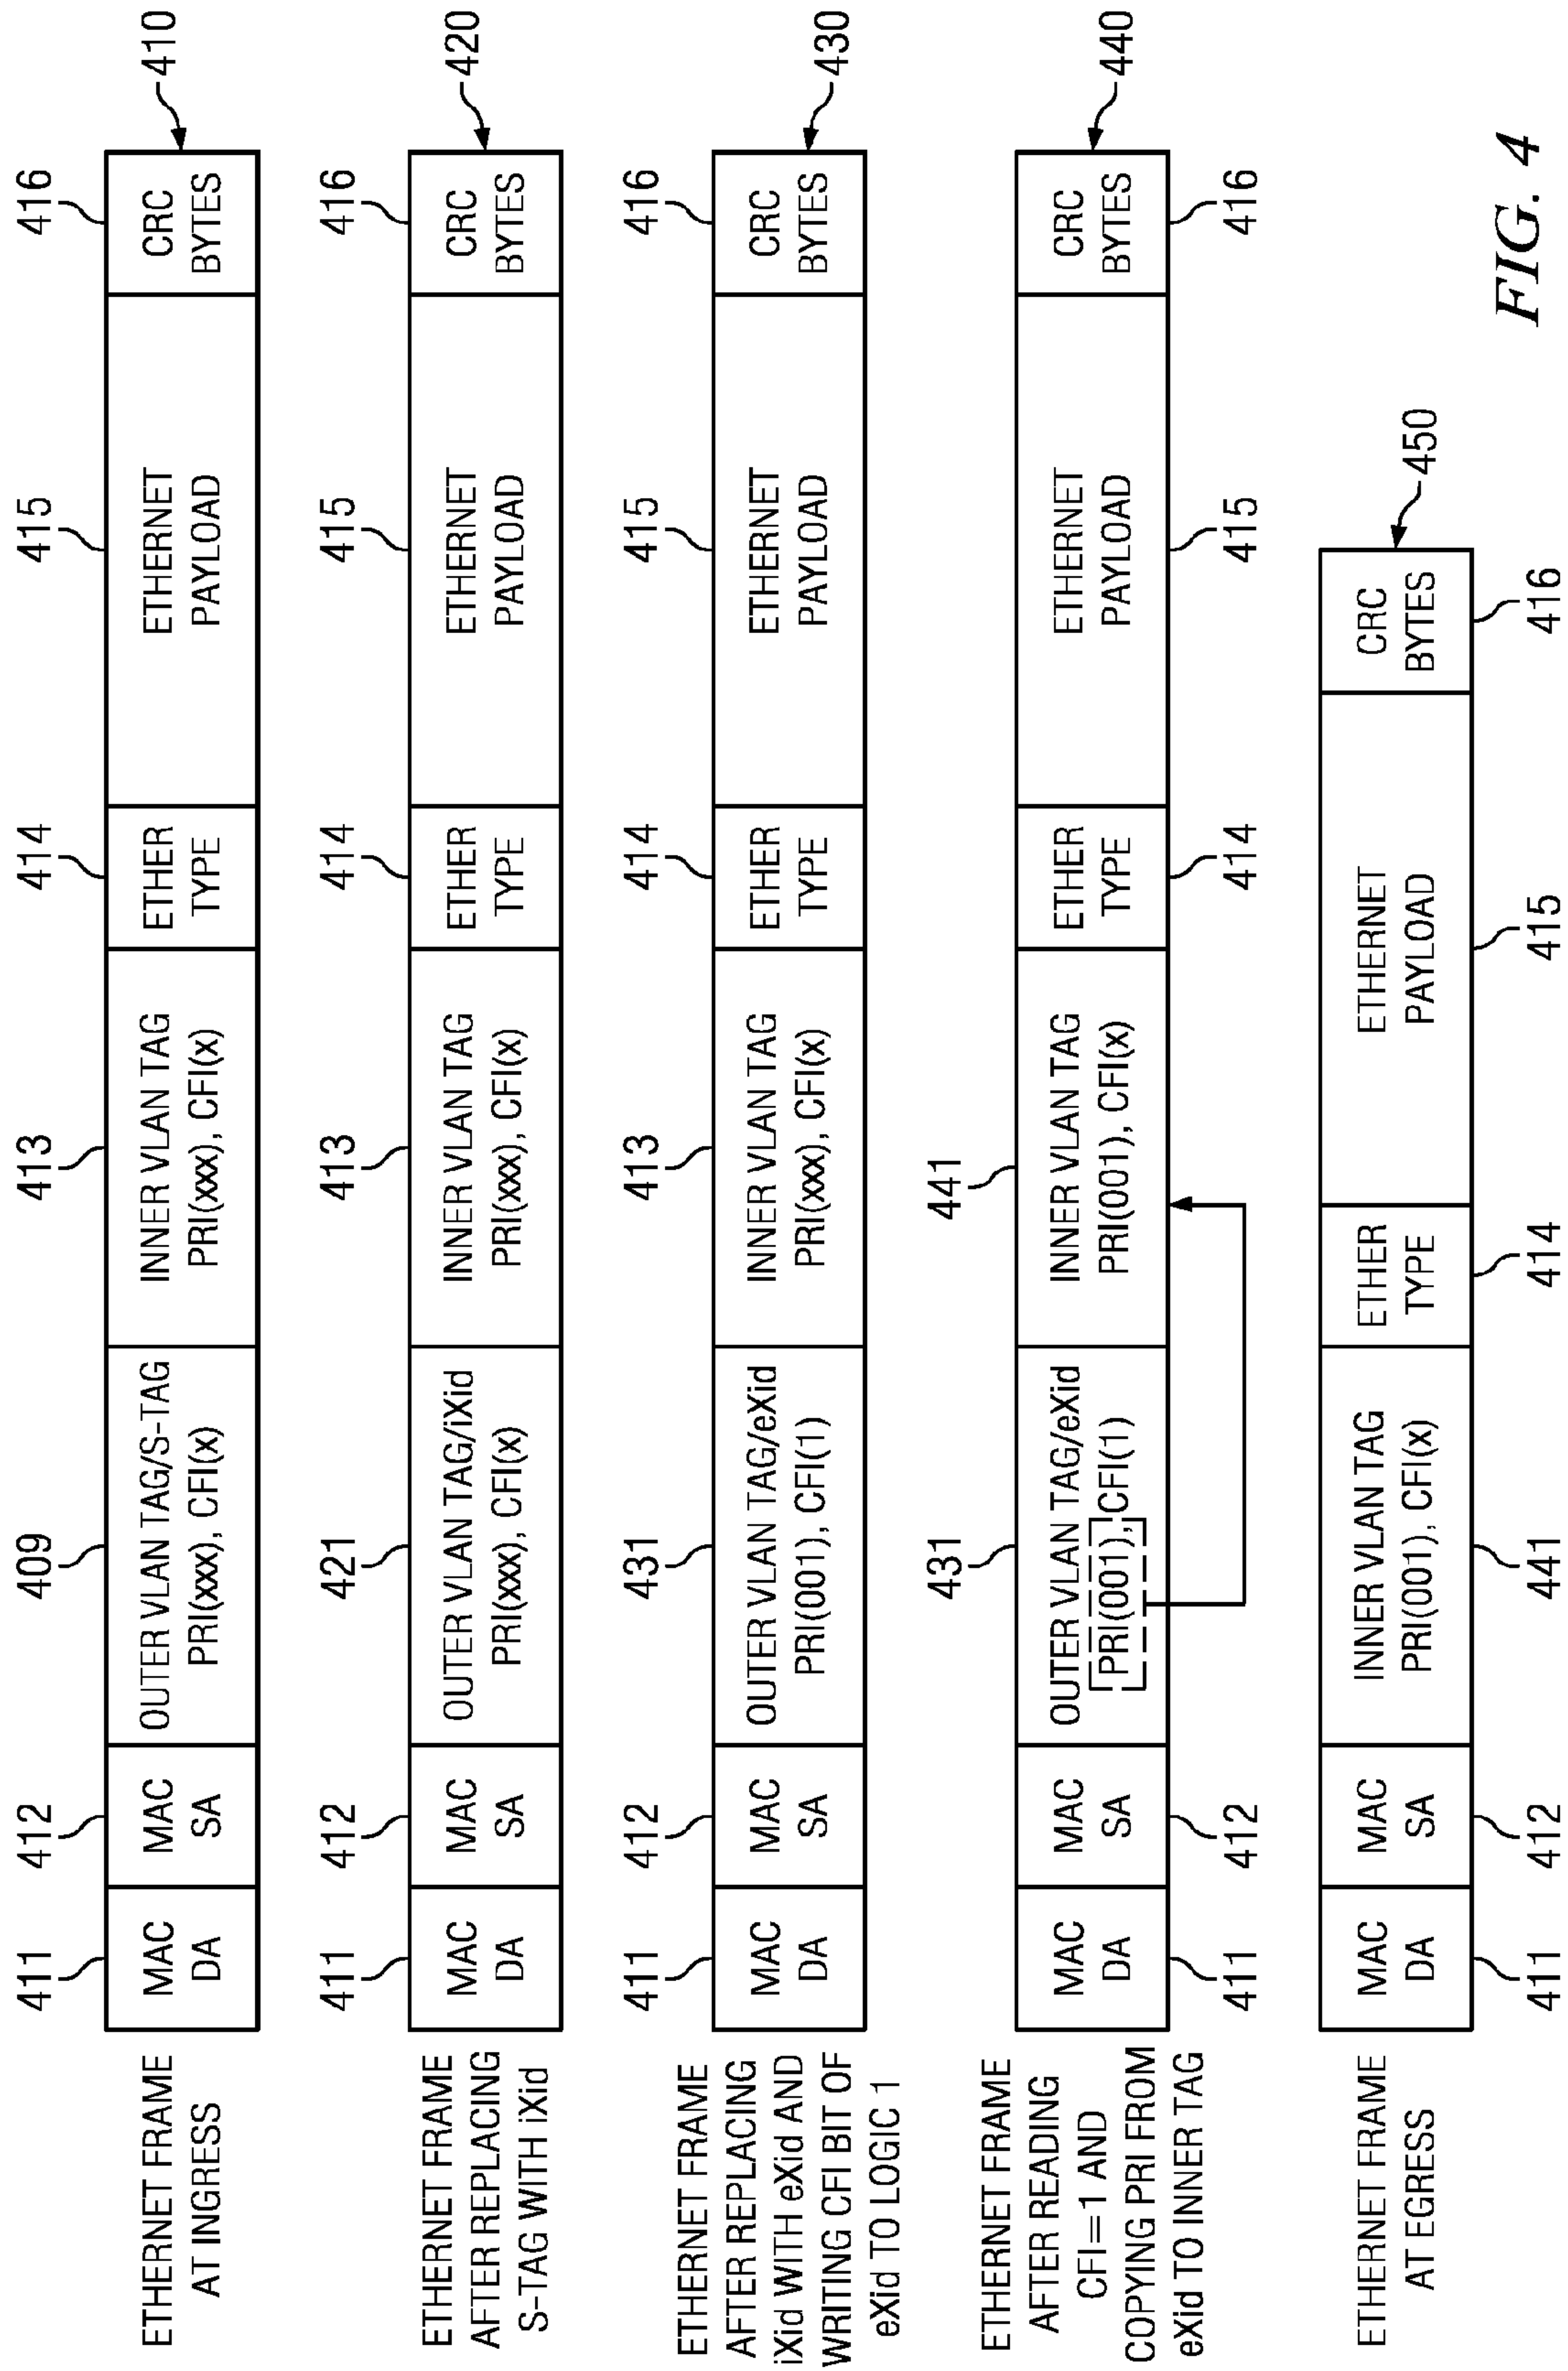 411
412
409
413
414
415
416
ETHERNET FRAME
AT INGRESS
MAC
DA
MAC
SA
OUTER VLAN TAG/S-TAG
PRI(xxx), CFI(x)
INNER VLAN TAG
PRI(xxx), CFI(x)
ETHER
TYPE
ETHERNET
PAYLOAD
CRC
BYTES
410
411
412
421
413
414
415
416
ETHERNET FRAME
AFTER REPLACING
S-TAG WITH iXid
MAC
DA
MAC
SA
OUTER VLAN TAG/iXid
PRI(xxx), CFI(x)
INNER VLAN TAG
PRI(xxx), CFI(x)
ETHER
TYPE
ETHERNET
PAYLOAD
CRC
BYTES
420
411
412
431
413
414
415
416
ETHERNET FRAME
AFTER REPLACING
iXid WITH eXid AND
WRITING CFI BIT OF
eXid TO LOGIC 1
MAC
DA
MAC
SA
OUTER VLAN TAG/eXid
PRI(001), CFI(1)
INNER VLAN TAG
PRI(xxx), CFI(x)
ETHER
TYPE
ETHERNET
PAYLOAD
CRC
BYTES
430
431
441
ETHERNET FRAME
AFTER READING
CFI=1 AND
COPYING PRI FROM
eXid TO INNER TAG
MAC
DA
MAC
SA
OUTER VLAN TAG/eXid
PRI(001), CFI(1)
INNER VLAN TAG
PRI(001), CFI(x)
ETHER
TYPE
ETHERNET
PAYLOAD
CRC
BYTES
440
411
412
414
415
416
ETHERNET FRAME
AT EGRESS
MAC
DA
MAC
SA
INNER VLAN TAG
PRI(001), CFI(x)
ETHER
TYPE
ETHERNET
PAYLOAD
CRC
BYTES
450
411
412
441
414
415
416
FIG. 4